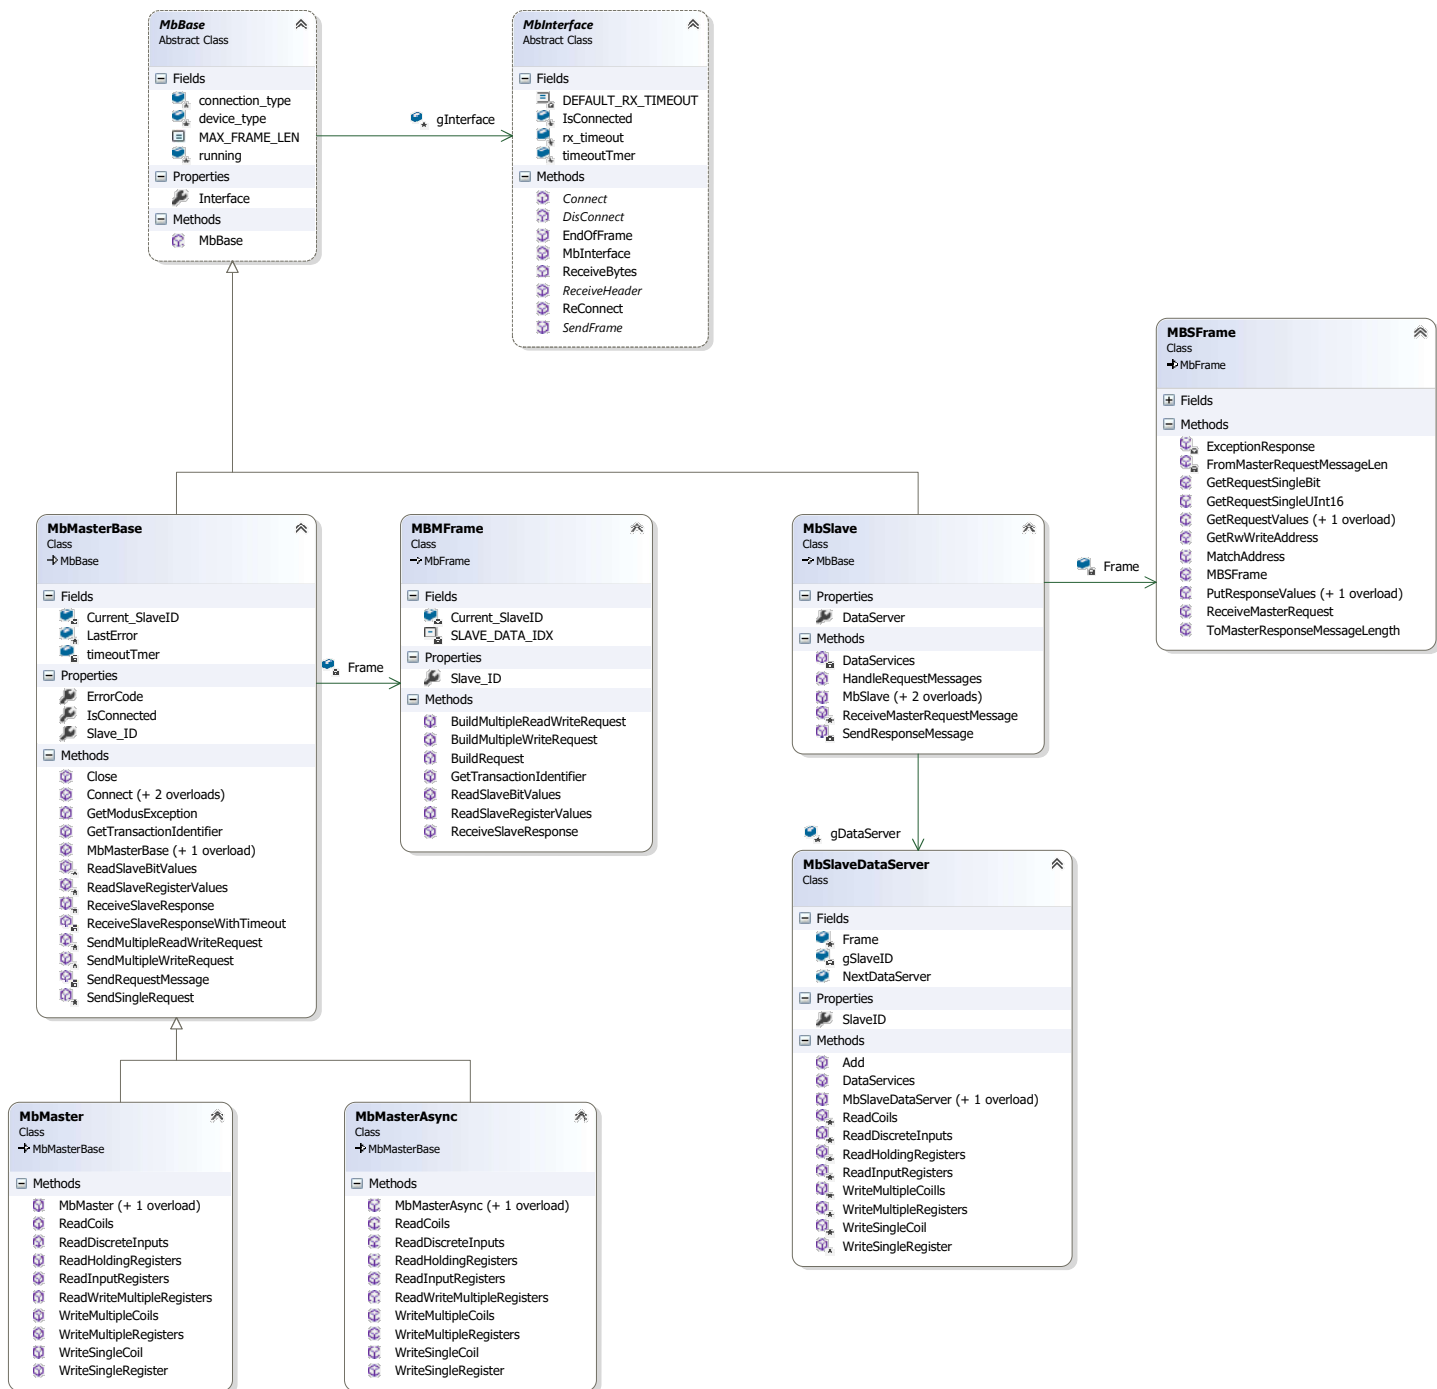 MbBase
Abstract Class
Fields
connection_type
device_type
MAX_FRAME_LEN
running
Properties
Interface
Methods
MbBase
gInterface
MbInterface
Abstract Class
Fields
DEFAULT_RX_TIMEOUT
IsConnected
rx_timeout
timeoutTmer
Methods
Connect
DisConnect
EndOfFrame
MbInterface
ReceiveBytes
ReceiveHeader
ReConnect
SendFrame
MBSFrame
Class
MbFrame
Fields
Methods
ExceptionResponse
FromMasterRequestMessageLen
GetRequestSingleBit
GetRequestSingleUInt16
GetRequestValues (+ 1 overload)
GetRwWriteAddress
MatchAddress
MBSFrame
PutResponseValues (+ 1 overload)
ReceiveMasterRequest
ToMasterResponseMessageLength
MbMasterBase
Class
MbBase
Fields
Current_SlaveID
LastError
timeoutTmer
Properties
ErrorCode
IsConnected
Slave_ID
Methods
Close
Connect (+ 2 overloads)
GetModusException
GetTransactionIdentifier
MbMasterBase (+ 1 overload)
ReadSlaveBitValues
ReadSlaveRegisterValues
ReceiveSlaveResponse
ReceiveSlaveResponseWithTimeout
SendMultipleReadWriteRequest
SendMultipleWriteRequest
SendRequestMessage
SendSingleRequest
Frame
MBMFrame
Class
MbFrame
Fields
Current_SlaveID
SLAVE_DATA_IDX
Properties
Slave_ID
Methods
BuildMultipleReadWriteRequest
BuildMultipleWriteRequest
BuildRequest
GetTransactionIdentifier
ReadSlaveBitValues
ReadSlaveRegisterValues
ReceiveSlaveResponse
MbSlave
Class
MbBase
Properties
DataServer
Methods
DataServices
HandleRequestMessages
MbSlave (+ 2 overloads)
ReceiveMasterRequestMessage
SendResponseMessage
Frame
gDataServer
MbSlaveDataServer
Class
Fields
Frame
gSlaveID
NextDataServer
Properties
SlaveID
Methods
Add
DataServices
MbSlaveDataServer (+ 1 overload)
ReadCoils
ReadDiscreteInputs
ReadHoldingRegisters
ReadInputRegisters
WriteMultipleCoills
WriteMultipleRegisters
WriteSingleCoil
WriteSingleRegister
MbMaster
Class
MbMasterBase
Methods
MbMaster (+ 1 overload)
ReadCoils
ReadDiscreteInputs
ReadHoldingRegisters
ReadInputRegisters
ReadWriteMultipleRegisters
WriteMultipleCoils
WriteMultipleRegisters
WriteSingleCoil
WriteSingleRegister
MbMasterAsync
Class
MbMasterBase
Methods
MbMasterAsync (+ 1 overload)
ReadCoils
ReadDiscreteInputs
ReadHoldingRegisters
ReadInputRegisters
ReadWriteMultipleRegisters
WriteMultipleCoils
WriteMultipleRegisters
WriteSingleCoil
WriteSingleRegister